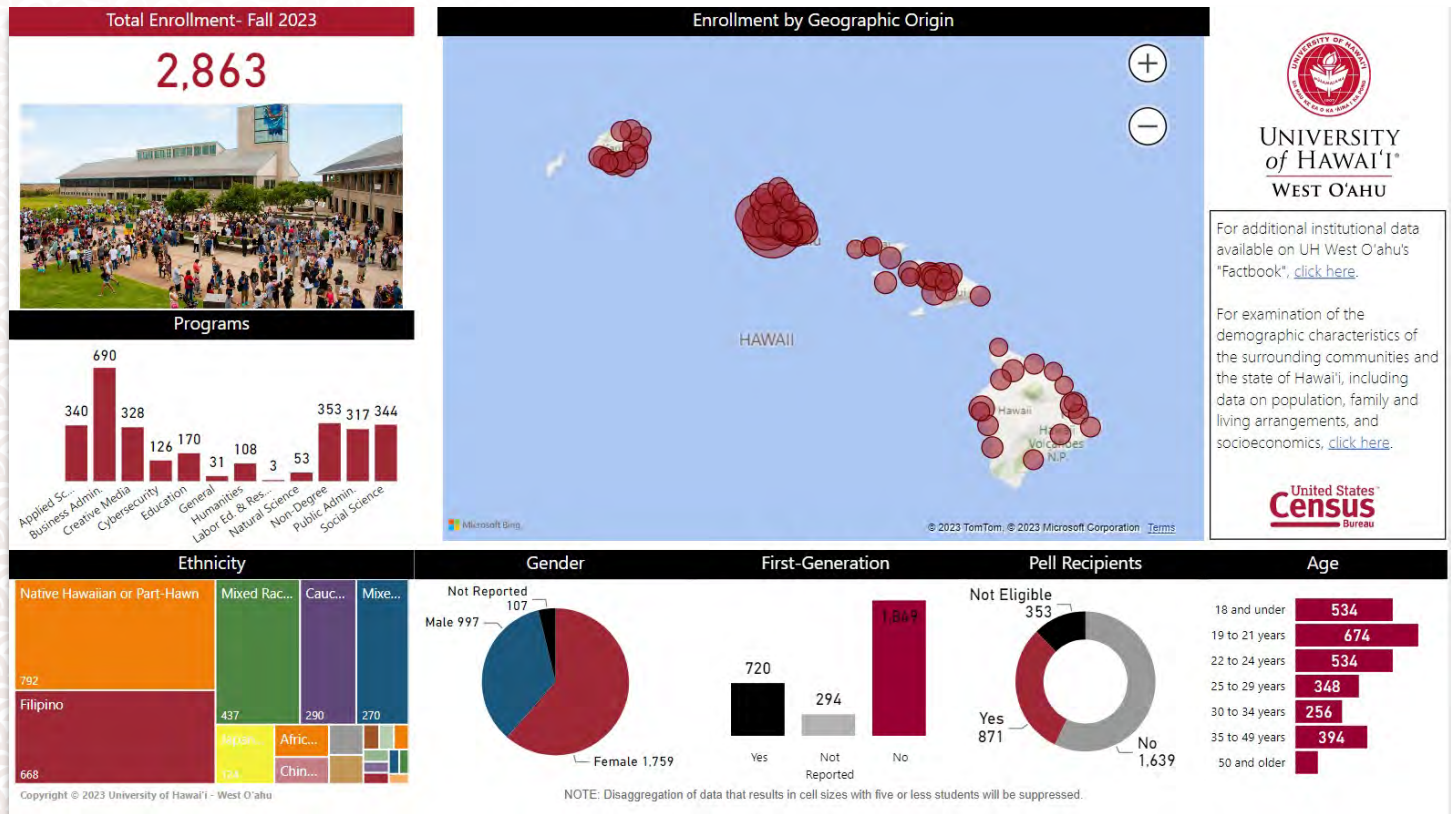 Total Enrollment- Fall 2023
2,863
Programs
690
340
328
126
170
31
108
3
53
353
317
344
Applied Sc...
Business Admin.
Creative Media
Cybersecurity
Education
General
Humanities
Labor Ed. & Res...
Natural Science
Non-Degree
Public Admin.
Social Science
Enrollment by Geographic Origin
HAWAII
Hawaii
Hawaii
Volcanoes
N.P.
Microsoft Bing
© 2023 TomTom, © 2023 Microsoft Corporation Terms
UNIVERSITY
of HAWAI‘I®
WEST O‘AHU
For additional institutional data
available on UH West O'ahu's
"Factbook", click here.
For examination of the
demographic characteristics of
the surrounding communities and
the state of Hawai'i, including
data on population, family and
living arrangements, and
socioeconomics, click here.
United States™
Census
Bureau
Ethnicity
Native Hawaiian or Part-Hawn
792
Filipino
668
Mixed Rac...
437
Cauc...
290
Mixe...
270
Afric...
Chin...
Copyright © 2023 University of Hawai'i - West O'ahu
Gender
Not Reported
107
Male 997
Female 1,759
First-Generation
720
294
1,849
Yes
Not
Reported
No
Pell Recipients
Not Eligible
353
Yes
871
No
1,639
Age
18 and under 534
19 to 21 years 674
22 to 24 years 534
25 to 29 years 348
30 to 34 years 256
35 to 49 years 394
50 and older
NOTE: Disaggregation of data that results in cell sizes with five or less students will be suppressed.